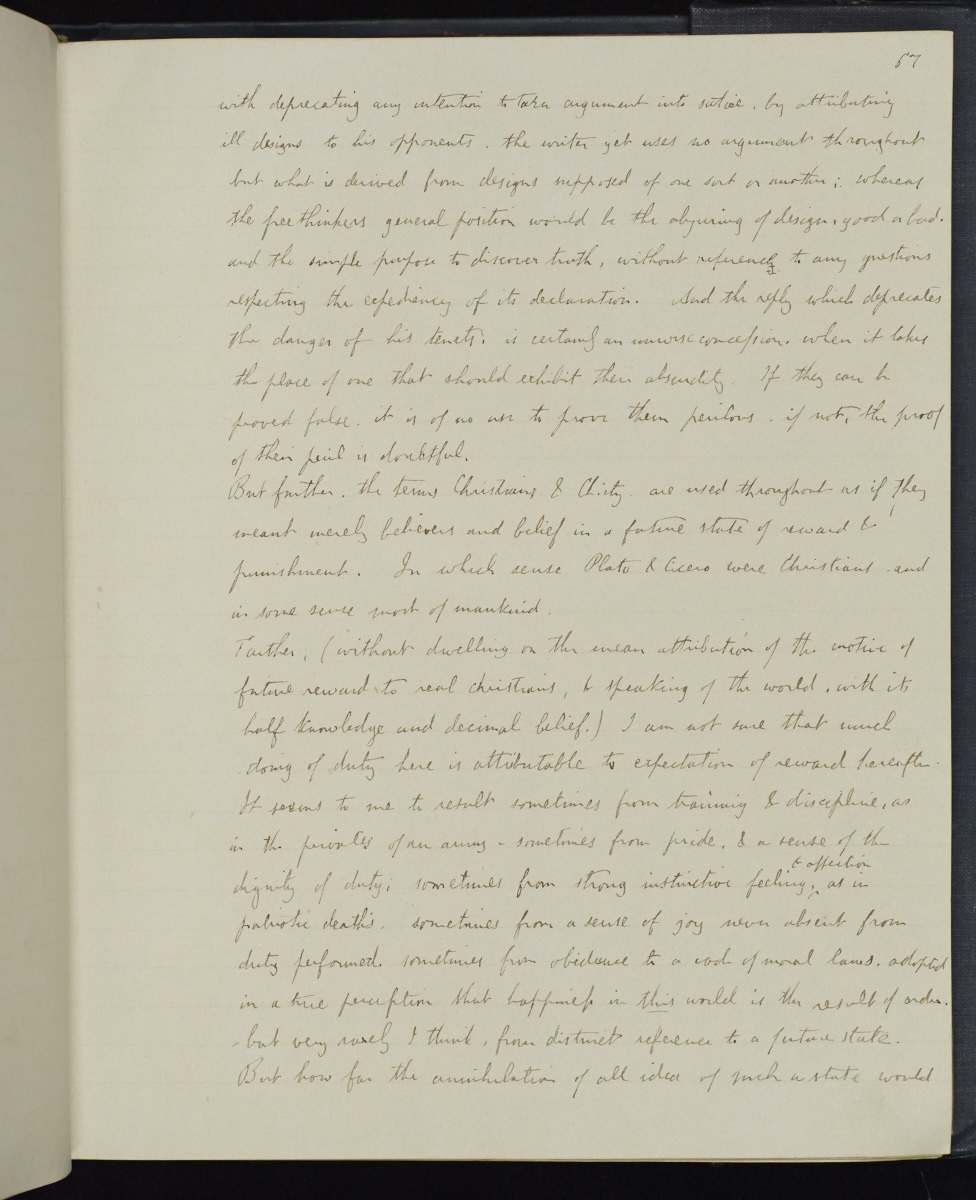 67
with deprecating any intention to turn argument into satire, by attributing
ill designs to his opponents. the writer yet uses no argument throughout
but what is derived from designs supposed of one sort or another; whereas
the freethinkers general position would be the abjuring of design, good or bad.
and the simple purpose to discover truth, without reference to any questions
respecting the expediency of its declaration. And the reply which deprecates
the danger of his tenets. is certainly an unwise concession. when it takes
the place of one that should exhibit their absurdity. If they can be
proved false. it is of no use to prove them perilous. if not, the proof
of their peril is doubtful.
But further. the terms Christians & Ch.ity are used throughout as if they
meant merely believers and belief in a future state of reward &
punishment. In which sense Plato & Cicero were Christians and
in some sense most of mankind.
Farther; (without dwelling on the mean attribution of the motive of
future reward to real christians, & speaking of the world, with its
half knowledge and decimal belief.) I am not sure that much
doing of duty here is attributable to expectation of reward hereafter.
It seems to me to result sometimes from training & discipline, as
in the privates of an army - sometimes from pride, & a sense of the
dignity of duty; sometimes from strong instinctive feeling, & affection as in
patriotic deaths. sometimes from a sense of joy never absent from
duty performed. sometimes from obedience to a code of moral laws. adopted
in a true perception that happiness in this world is the result of order.
- but very rarely I think, from distinct reference to a future state.
But how far the annihilation of all idea of such a state would